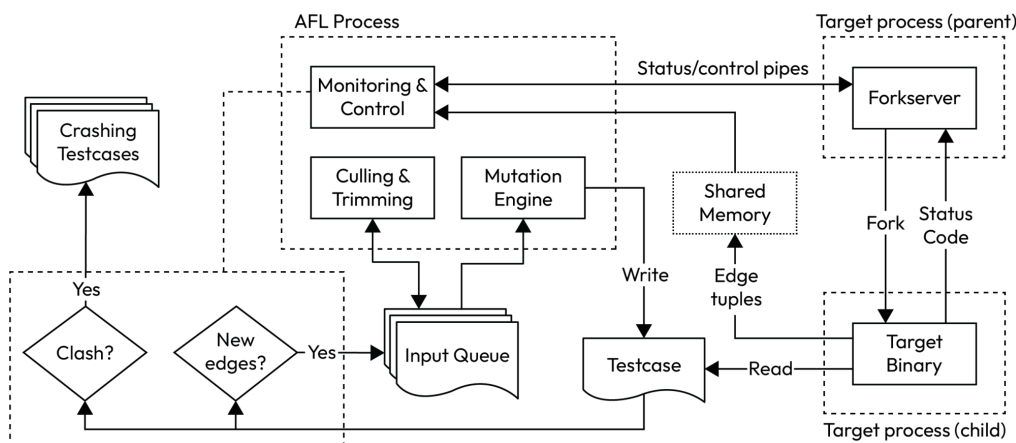 AFL Process
Target process (parent)
Status/control pipes
Monitoring &
Control
Forkserver
Crashing
Testcases
Culling &
Trimming
Mutation
Engine
Shared
Memory
Fork
Status
Code
Write
Edge
tuples
Yes
Clash?
New
edges?
Yes
Input Queue
Testcase
Read
Target
Binary
Target process (child)